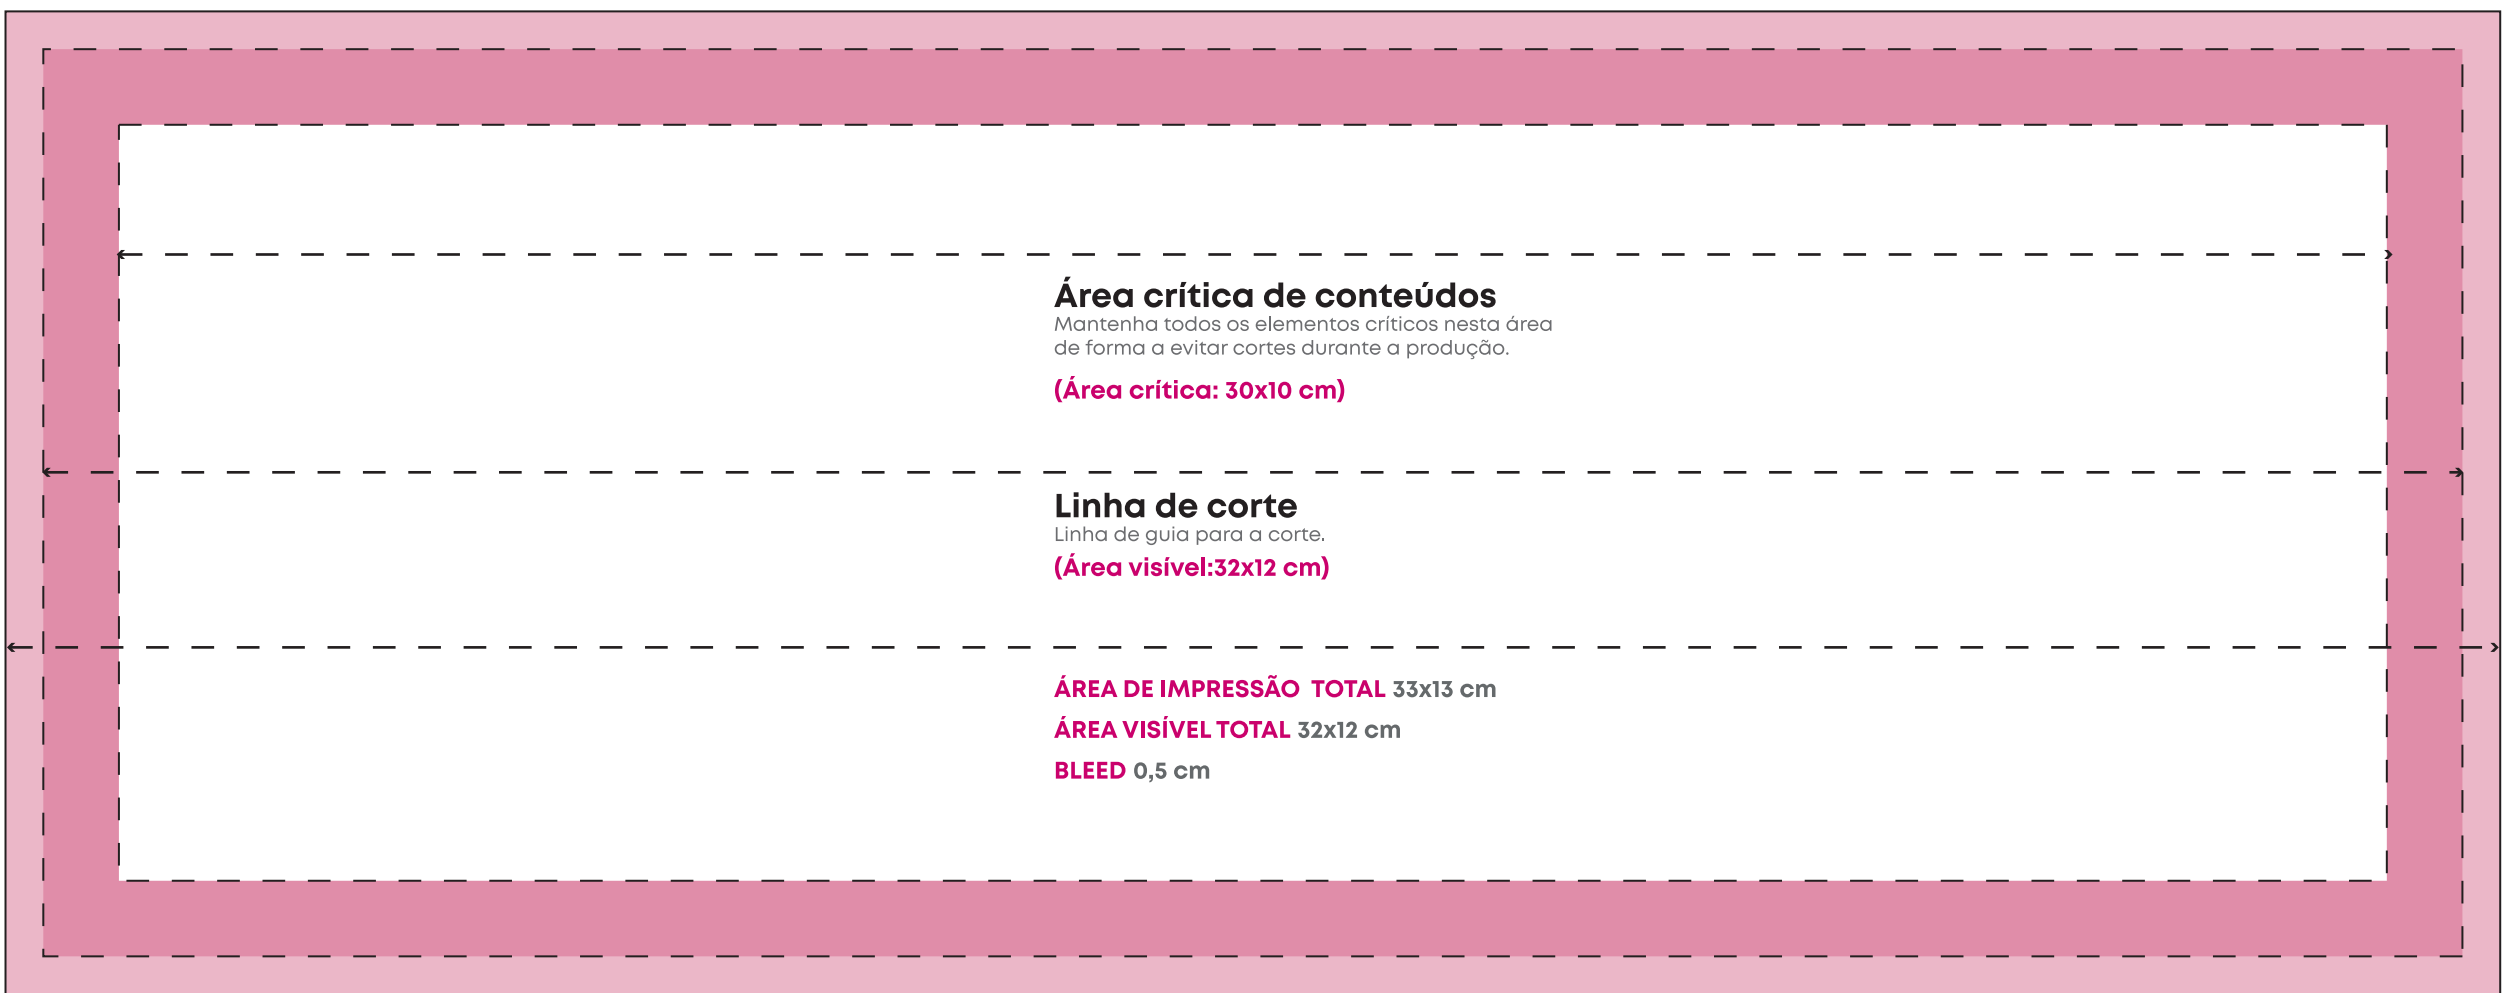 Área crítica de conteúdos
Mantenha todos os elementos críticos nesta área
de forma a evitar cortes durante a produção.
(Área crítica: 30x10 cm)
Linha de corte
Linha de guia para a corte.
(Área visível:32x12 cm)
ÁREA DE IMPRESSÃO  TOTAL 33x13 cm
ÁREA VISÍVEL TOTAL 32x12 cm
BLEED 0,5 cm